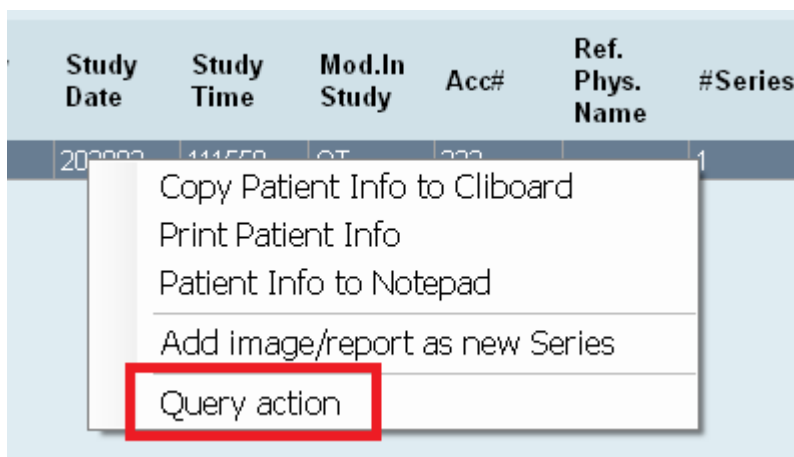 Study Date
Study Time
Mod.In Study
Acc#
Ref. Phys. Name
#Series
1
Copy Patient Info to Cliboard
Print Patient Info
Patient Info to Notepad
Add image/report as new Series
Query action